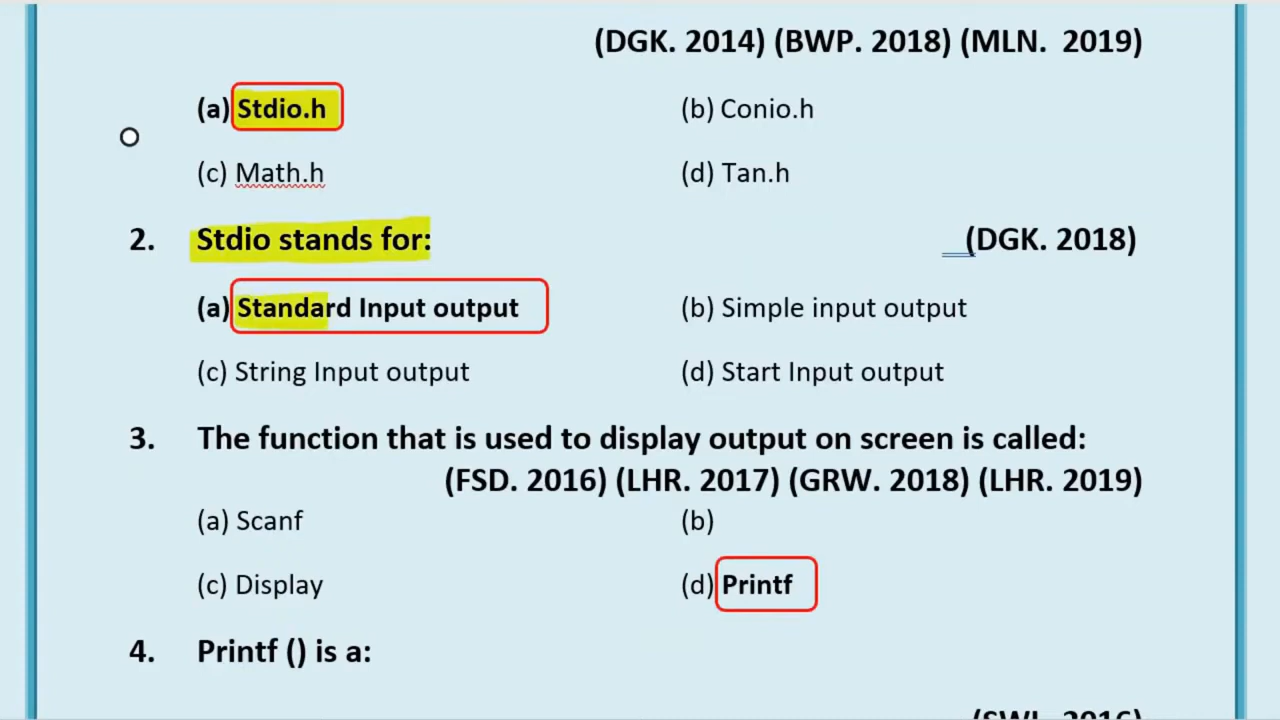 (DGK. 2014) (BWP. 2018) (MLN. 2019)
(a) Stdio.h (b) Conio.h
(c) Math.h (d) Tan.h
2. Stdio stands for: (DGK. 2018)
(a) Standard Input output (b) Simple input output
(c) String Input output (d) Start Input output
3. The function that is used to display output on screen is called:
(FSD. 2016) (LHR. 2017) (GRW. 2018) (LHR. 2019)
(a) Scanf (b)
(c) Display (d) Printf
4. Printf () is a:
(SWL. 2016)